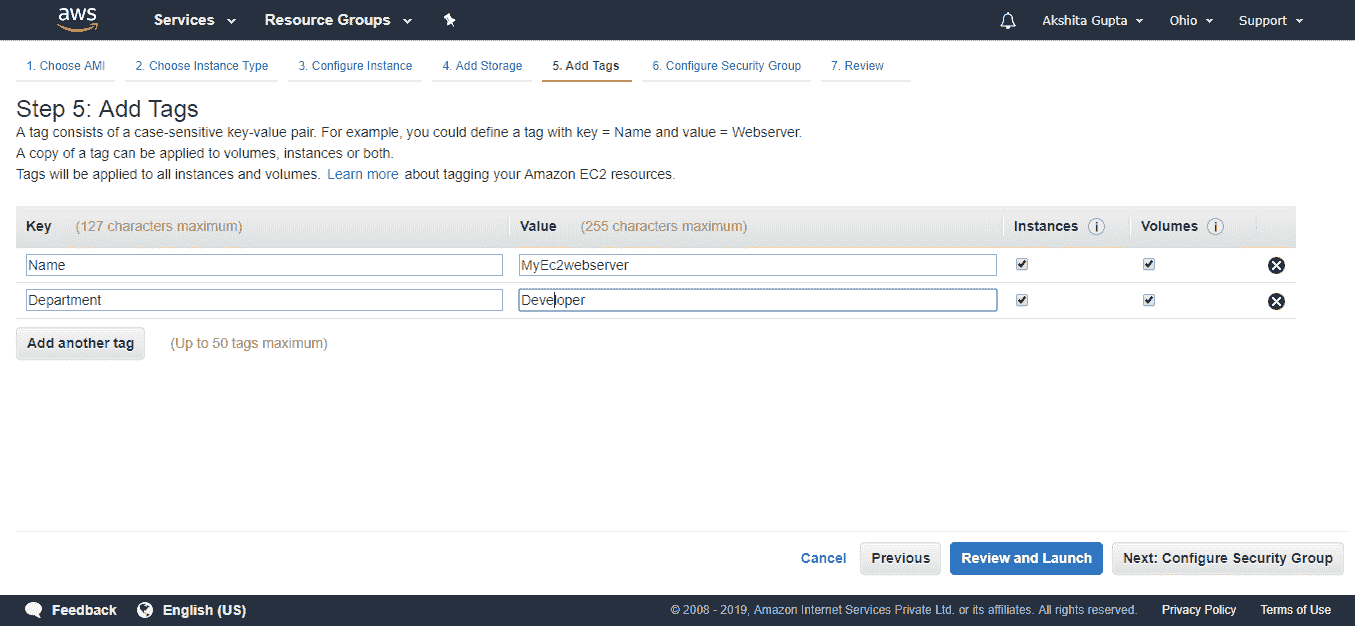 aws Services Resource Groups Akshita Gupta Ohio Support
1. Choose AMI 2. Choose Instance Type 3. Configure Instance 4. Add Storage 5. Add Tags 6. Configure Security Group 7. Review
Step 5: Add Tags
A tag consists of a case-sensitive key-value pair. For example, you could define a tag with key = Name and value = Webserver.
A copy of a tag can be applied to volumes, instances or both.
Tags will be applied to all instances and volumes. Learn more about tagging your Amazon EC2 resources.
Key (127 characters maximum) Value (255 characters maximum) Instances i Volumes i
Name MyEc2webserver
Department Developer
Add another tag (Up to 50 tags maximum)
Cancel Previous Review and Launch Next: Configure Security Group
Feedback English (US) © 2008 - 2019, Amazon Internet Services Private Ltd. or its affiliates. All rights reserved. Privacy Policy Terms of Use